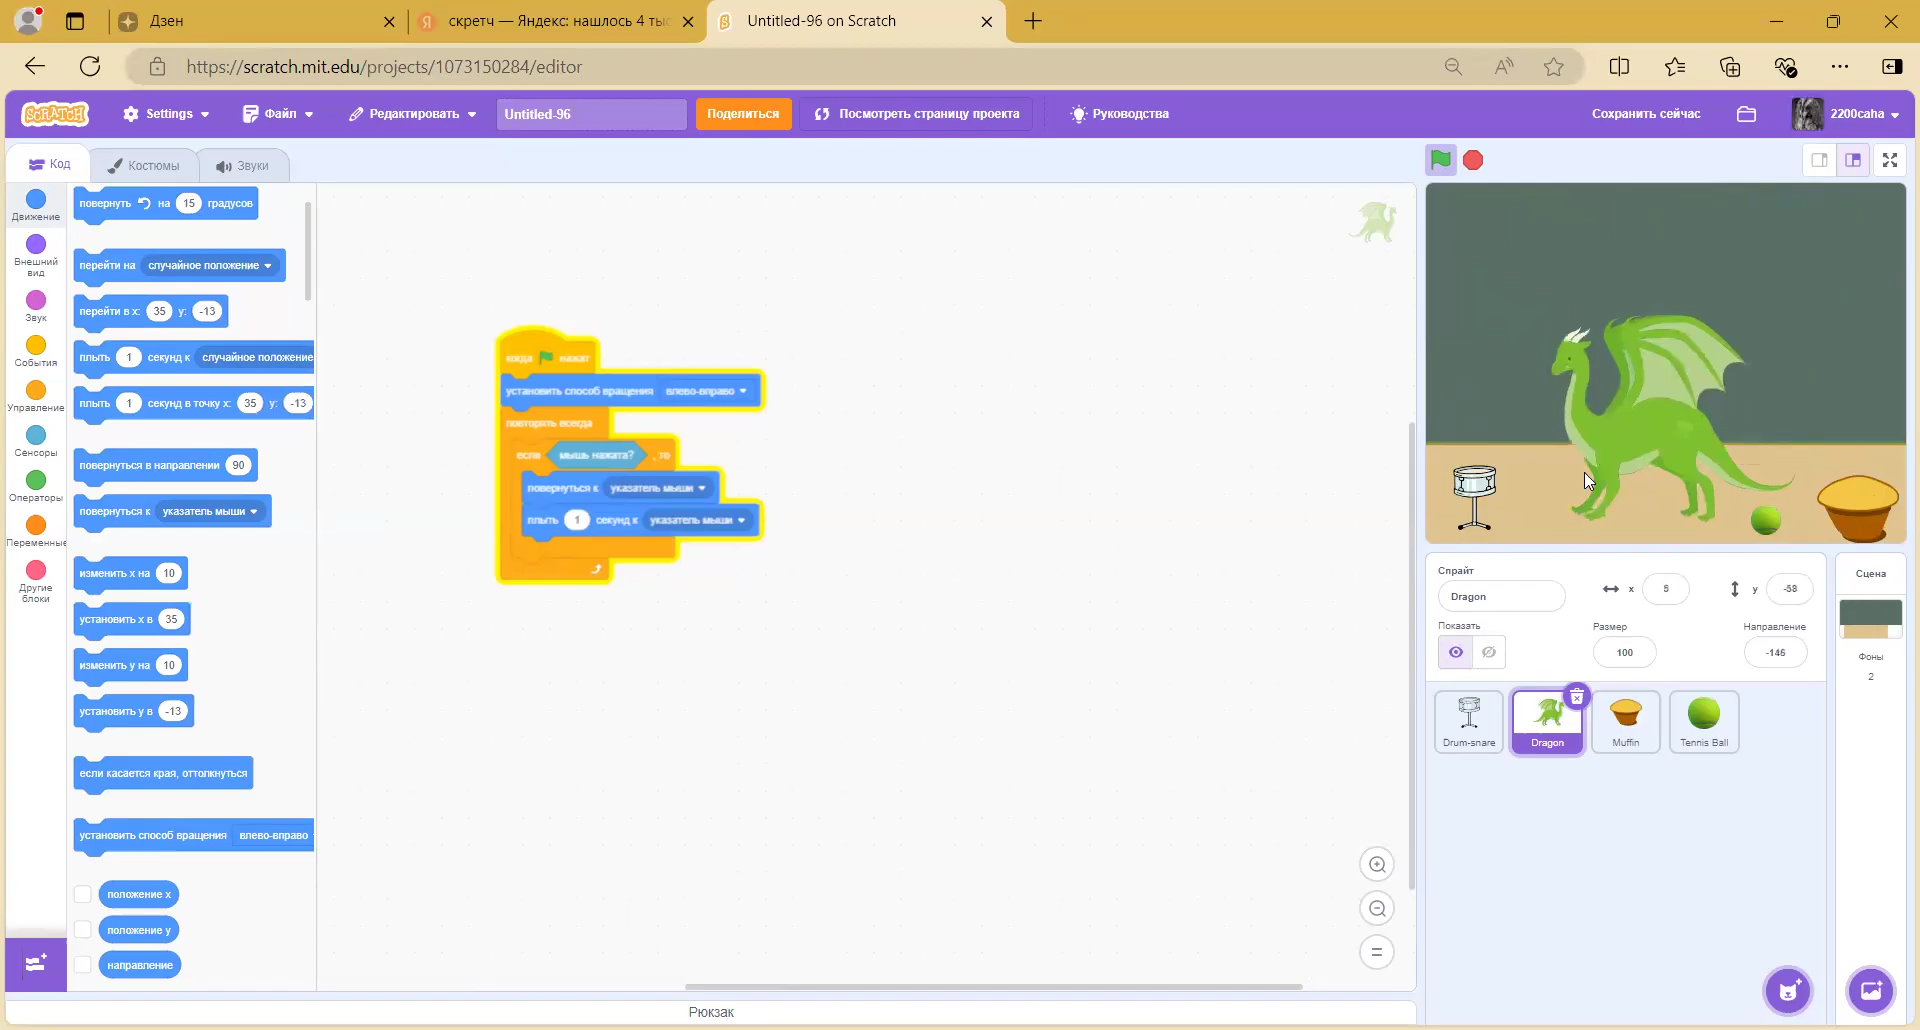 Дзен
Я скретч — Яндекс: нашлось 4 тыс
Untitled-96 on Scratch
https://scratch.mit.edu/projects/1073150284/editor
SCRATCH
Settings
Файл
Редактировать
Untitled-96
Поделиться
Посмотреть страницу проекта
Руководства
Сохранить сейчас
2200caha
Код
Костюмы
Звуки
Движение
Внешний
вид
Звук
События
Управление
Сенсоры
Операторы
Переменные
Другие
блоки
повернуть на 15 градусов
перейти на случайное положение
перейти в x: 35 y: -13
плыть 1 секунд к случайное положение
плыть 1 секунд в точку x: 35 y: -13
повернуться в направлении 90
повернуться к указатель мыши
изменить x на 10
установить x в 35
изменить y на 10
установить y в -13
если касается края, оттолкнуться
установить способ вращения влево-вправо
положение x
положение y
направление
когда нажат
установить способ вращения влево-вправо
повторять всегда
если мышь нажата? , то
повернуться к указатель мыши
плыть 1 секунд к указатель мыши
Спрайт
Dragon
x 5
y -58
Показать
Размер
100
Направление
-146
Drum-snare
Dragon
Muffin
Tennis Ball
Сцена
Фоны
2
Рюкзак